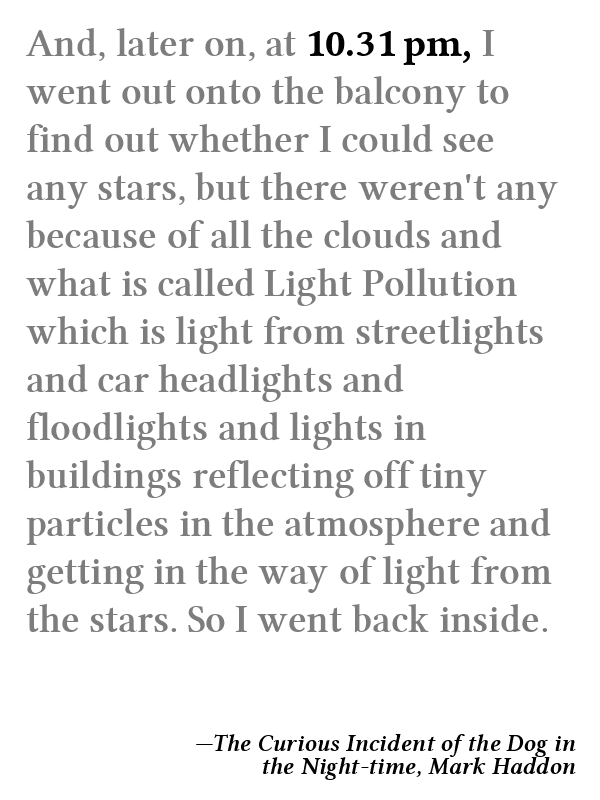 And, later on, at 10.31 pm, I
went out onto the balcony to
find out whether I could see
any stars, but there weren't any
because of all the clouds and
what is called Light Pollution
which is light from streetlights
and car headlights and
floodlights and lights in
buildings reflecting off tiny
particles in the atmosphere and
getting in the way of light from
the stars. So I went back inside.
—The Curious Incident of the Dog in
the Night-time, Mark Haddon